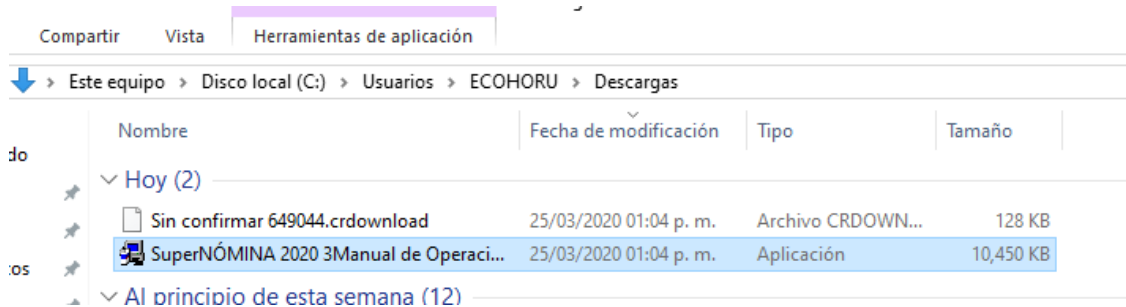 Compartir Vista Herramientas de aplicación
Este equipo > Disco local (C:) > Usuarios > ECOHORU > Descargas
Nombre Fecha de modificación Tipo Tamaño
do
Hoy (2)
Sin confirmar 649044.crdownload 25/03/2020 01:04 p. m. Archivo CRDOWN... 128 KB
SuperNÓMINA 2020 3Manual de Operaci... 25/03/2020 01:04 p. m. Aplicación 10,450 KB
tos
Al principio de esta semana (12)